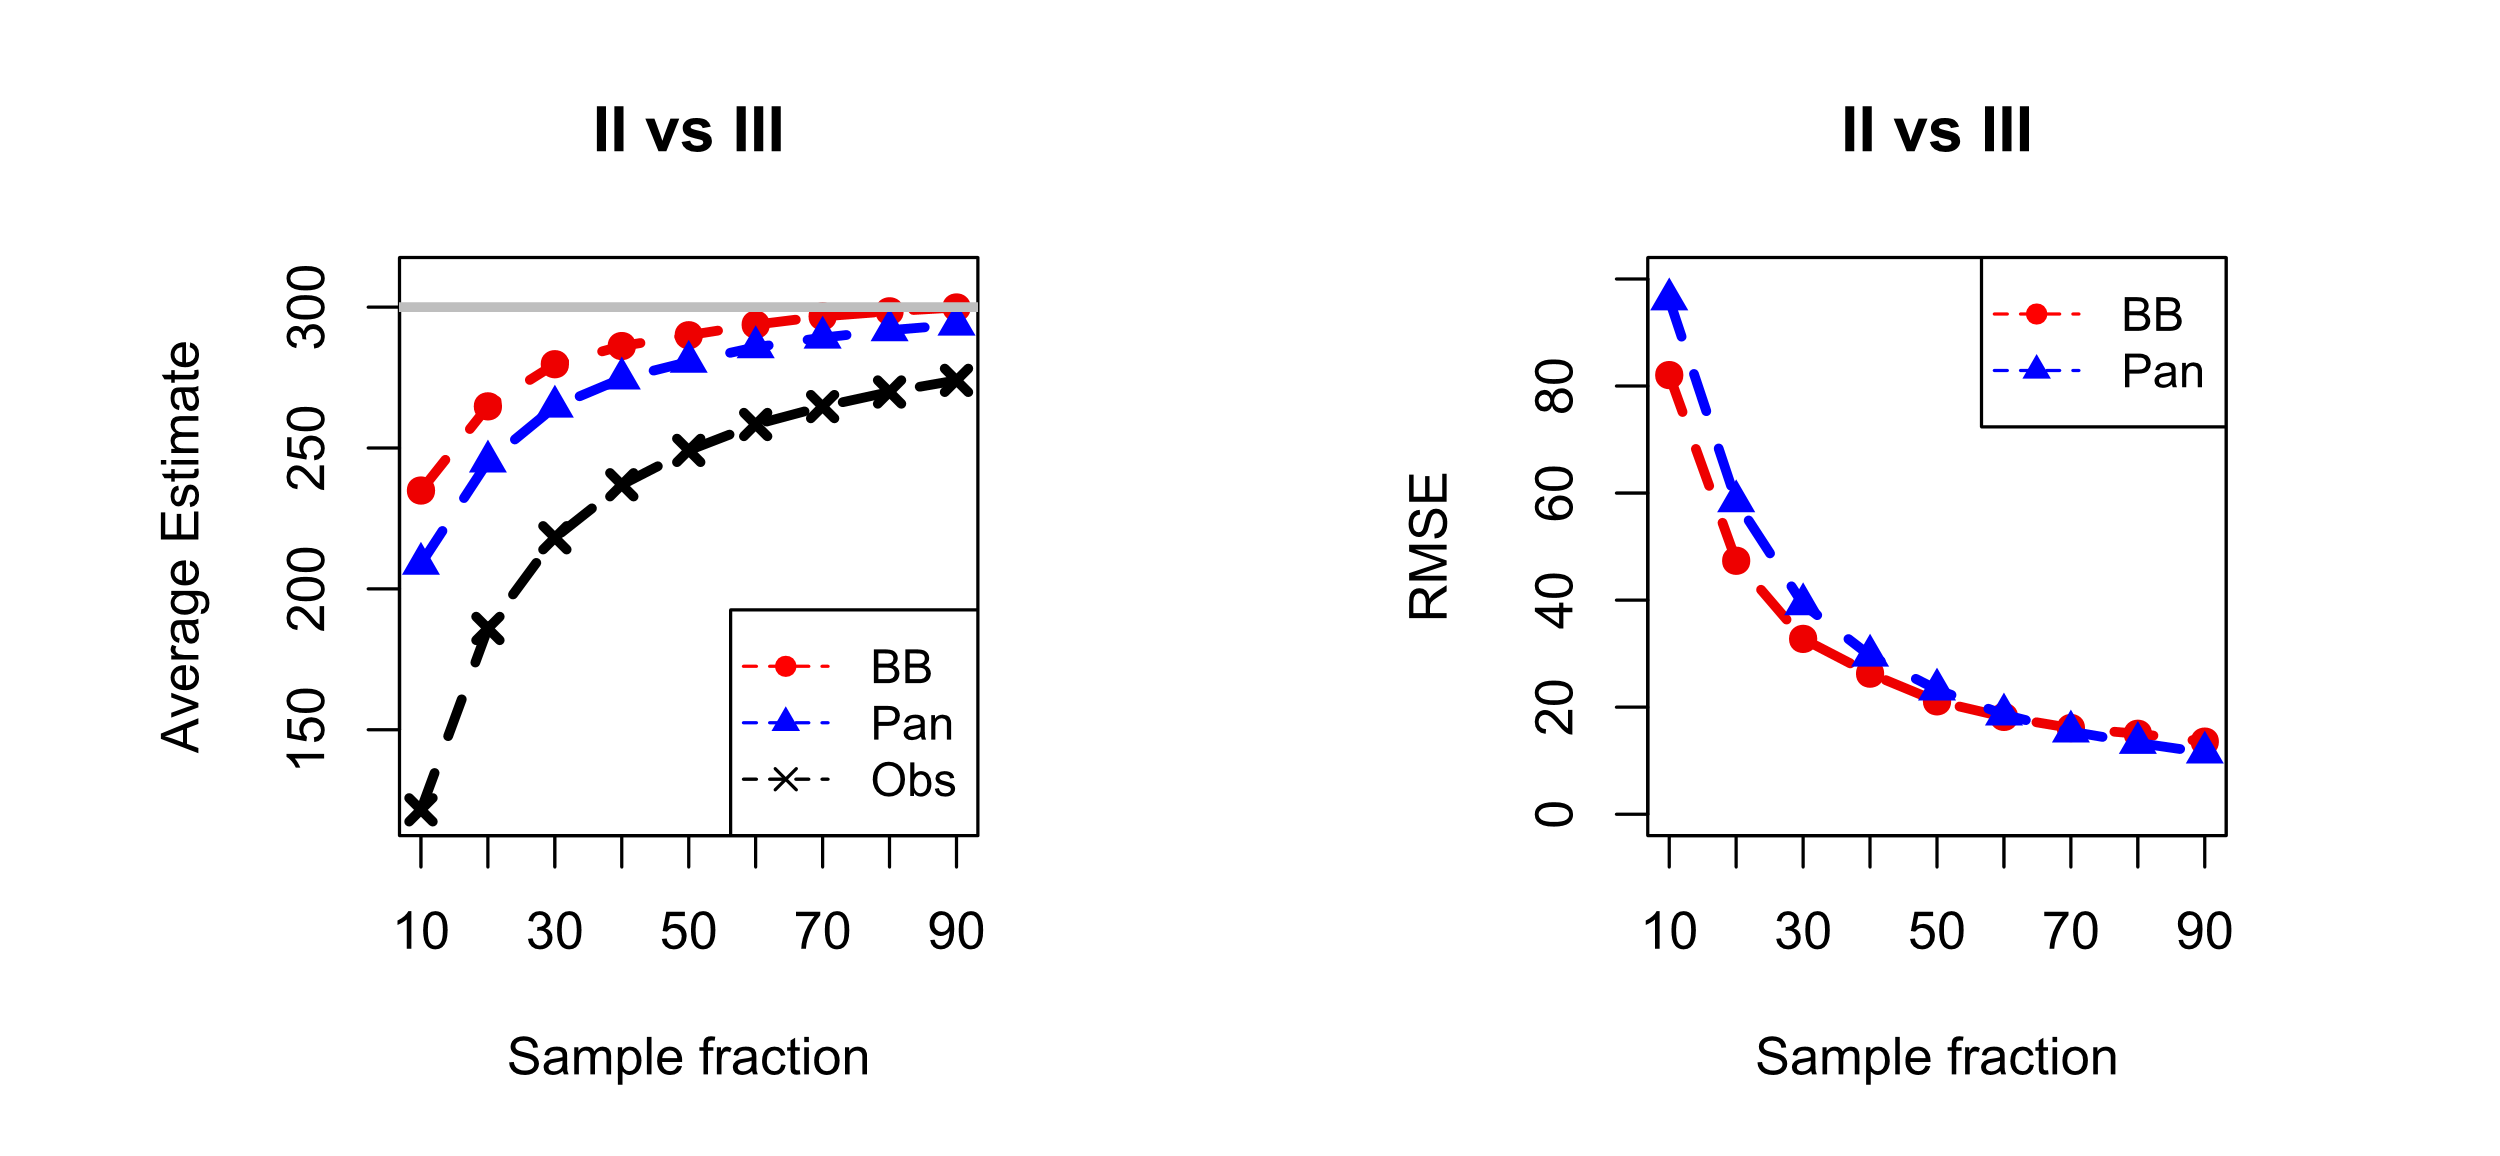 II vs III
Average Estimate
300
250
200
150
BB
Pan
Obs
10 30 50 70 90
Sample fraction
II vs III
RMSE
80
60
40
20
0
BB
Pan
10 30 50 70 90
Sample fraction